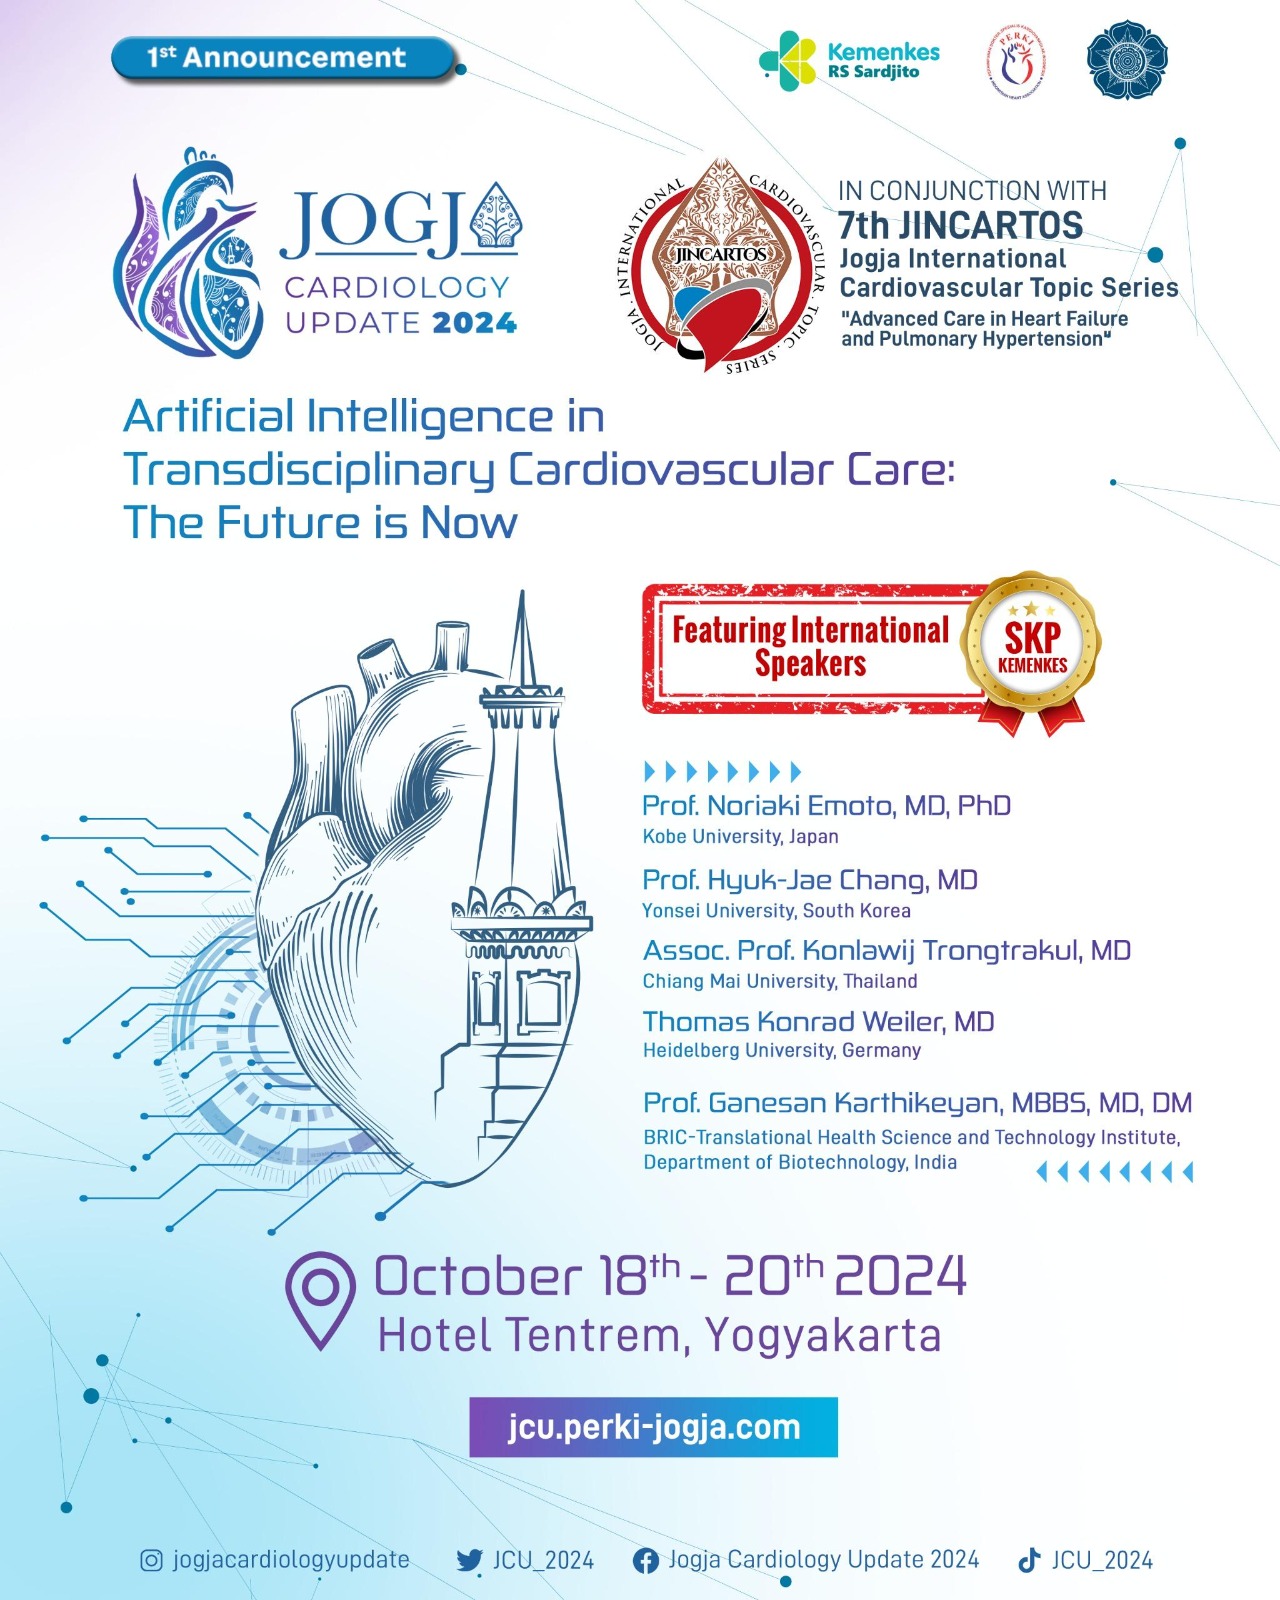 1st Announcement
Kemenkes
RS Sardjito
PERKI
JOGJA
CARDIOLOGY
UPDATE 2024
JOGJA · INTERNATIONAL CARDIOVASCULAR · TOPIC · SERIES
JINCARTOS
IN CONJUNCTION WITH
7th JINCARTOS
Jogja International
Cardiovascular Topic Series
"Advanced Care in Heart Failure
and Pulmonary Hypertension"
Artificial Intelligence in
Transdisciplinary Cardiovascular Care:
The Future is Now
Featuring International
Speakers
SKP
KEMENKES
Prof. Noriaki Emoto, MD, PhD
Kobe University, Japan
Prof. Hyuk-Jae Chang, MD
Yonsei University, South Korea
Assoc. Prof. Konlawij Trongtrakul, MD
Chiang Mai University, Thailand
Thomas Konrad Weiler, MD
Heidelberg University, Germany
Prof. Ganesan Karthikeyan, MBBS, MD, DM
BRIC-Translational Health Science and Technology Institute,
Department of Biotechnology, India
October 18th - 20th 2024
Hotel Tentrem, Yogyakarta
jcu.perki-jogja.com
jogjacardiologyupdate
JCU_2024
Jogja Cardiology Update 2024
JCU_2024